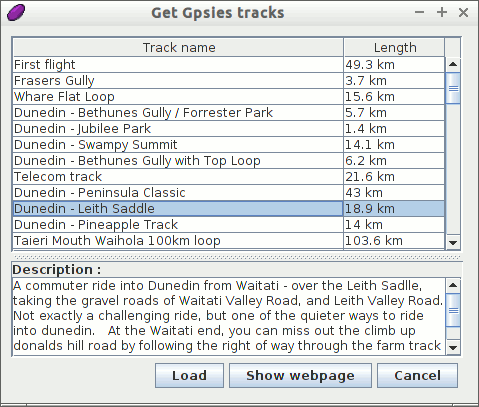 Get Gpsies tracks
Track name Length
First flight 49.3 km
Frasers Gully 3.7 km
Whare Flat Loop 15.6 km
Dunedin - Bethunes Gully / Forrester Park 5.7 km
Dunedin - Jubilee Park 1.4 km
Dunedin - Swampy Summit 14.1 km
Dunedin - Bethunes Gully with Top Loop 6.2 km
Telecom track 21.6 km
Dunedin - Peninsula Classic 43 km
Dunedin - Leith Saddle 18.9 km
Dunedin - Pineapple Track 14 km
Taieri Mouth Waihola 100km loop 103.6 km
Description :
A commuter ride into Dunedin from Waitati - over the Leith Sadlle,
taking the gravel roads of Waitati Valley Road, and Leith Valley Road.
Not exactly a challenging ride, but one of the quieter ways to ride
into dunedin.   At the Waitati end, you can miss out the climb up
donalds hill road by following the right of way through the farm track
Load Show webpage Cancel